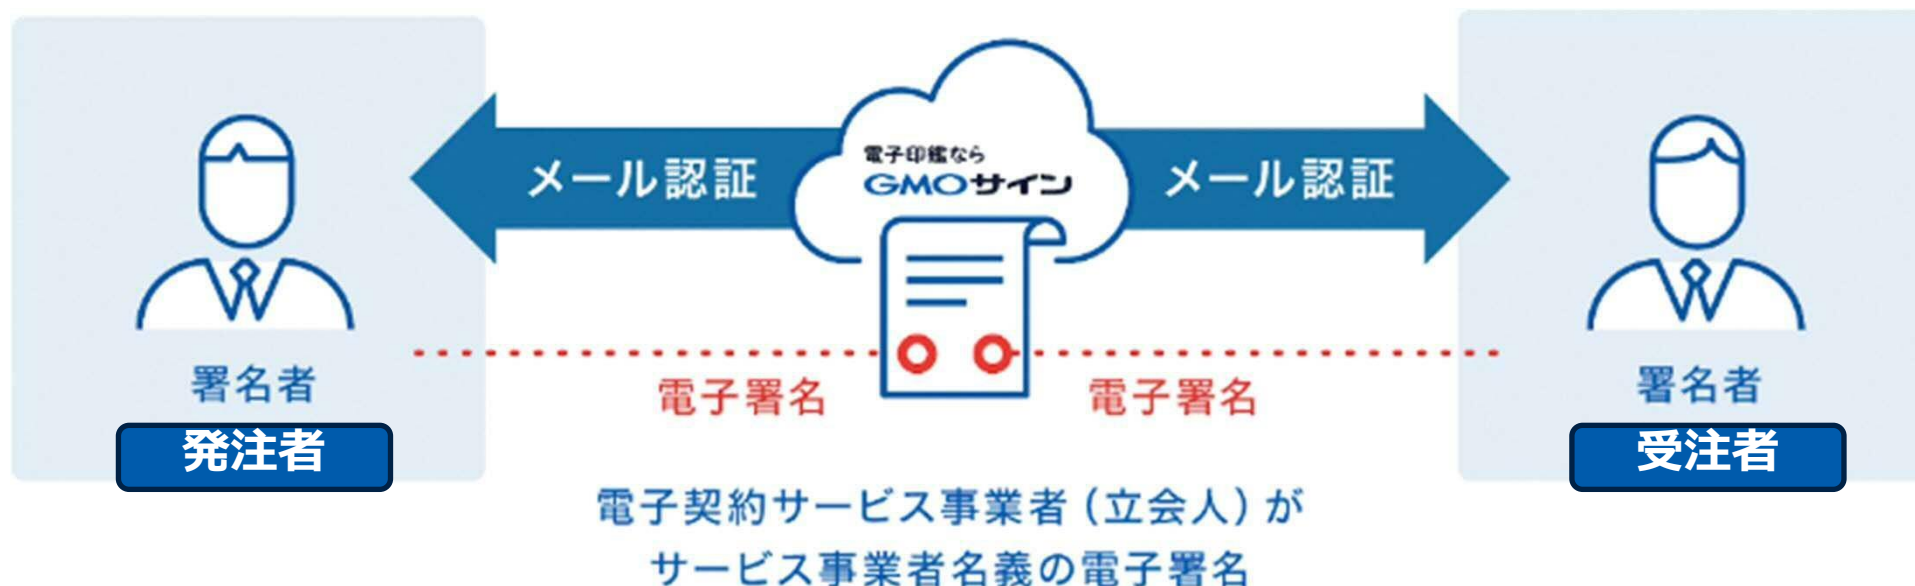 電子印鑑なら
GMOサイン
メール認証
メール認証
電子署名
電子署名
署名者
発注者
署名者
受注者
電子契約サービス事業者（立会人）が
サービス事業者名義の電子署名